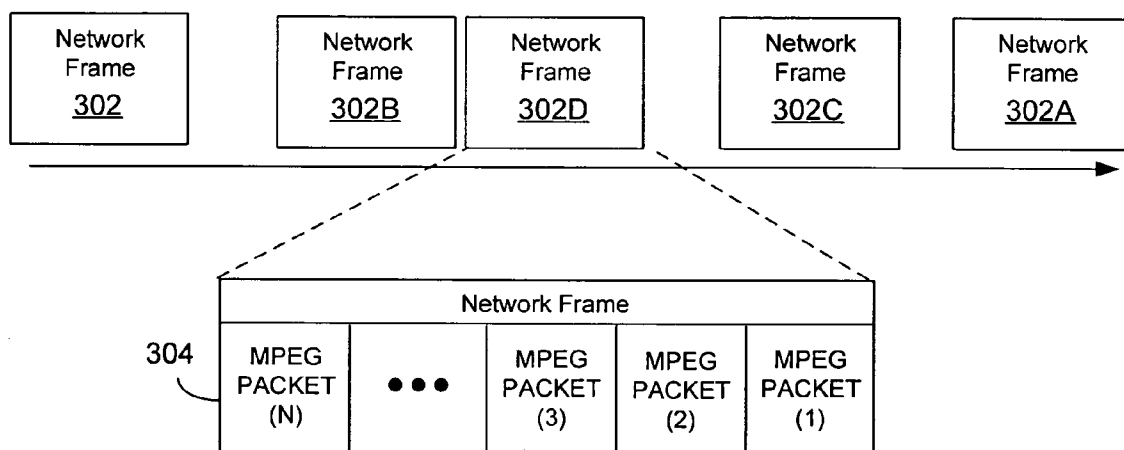 Network
Frame
302
Network
Frame
302B
Network
Frame
302D
Network
Frame
302C
Network
Frame
302A
Network Frame
304
MPEG
PACKET
(N)
•••
MPEG
PACKET
(3)
MPEG
PACKET
(2)
MPEG
PACKET
(1)